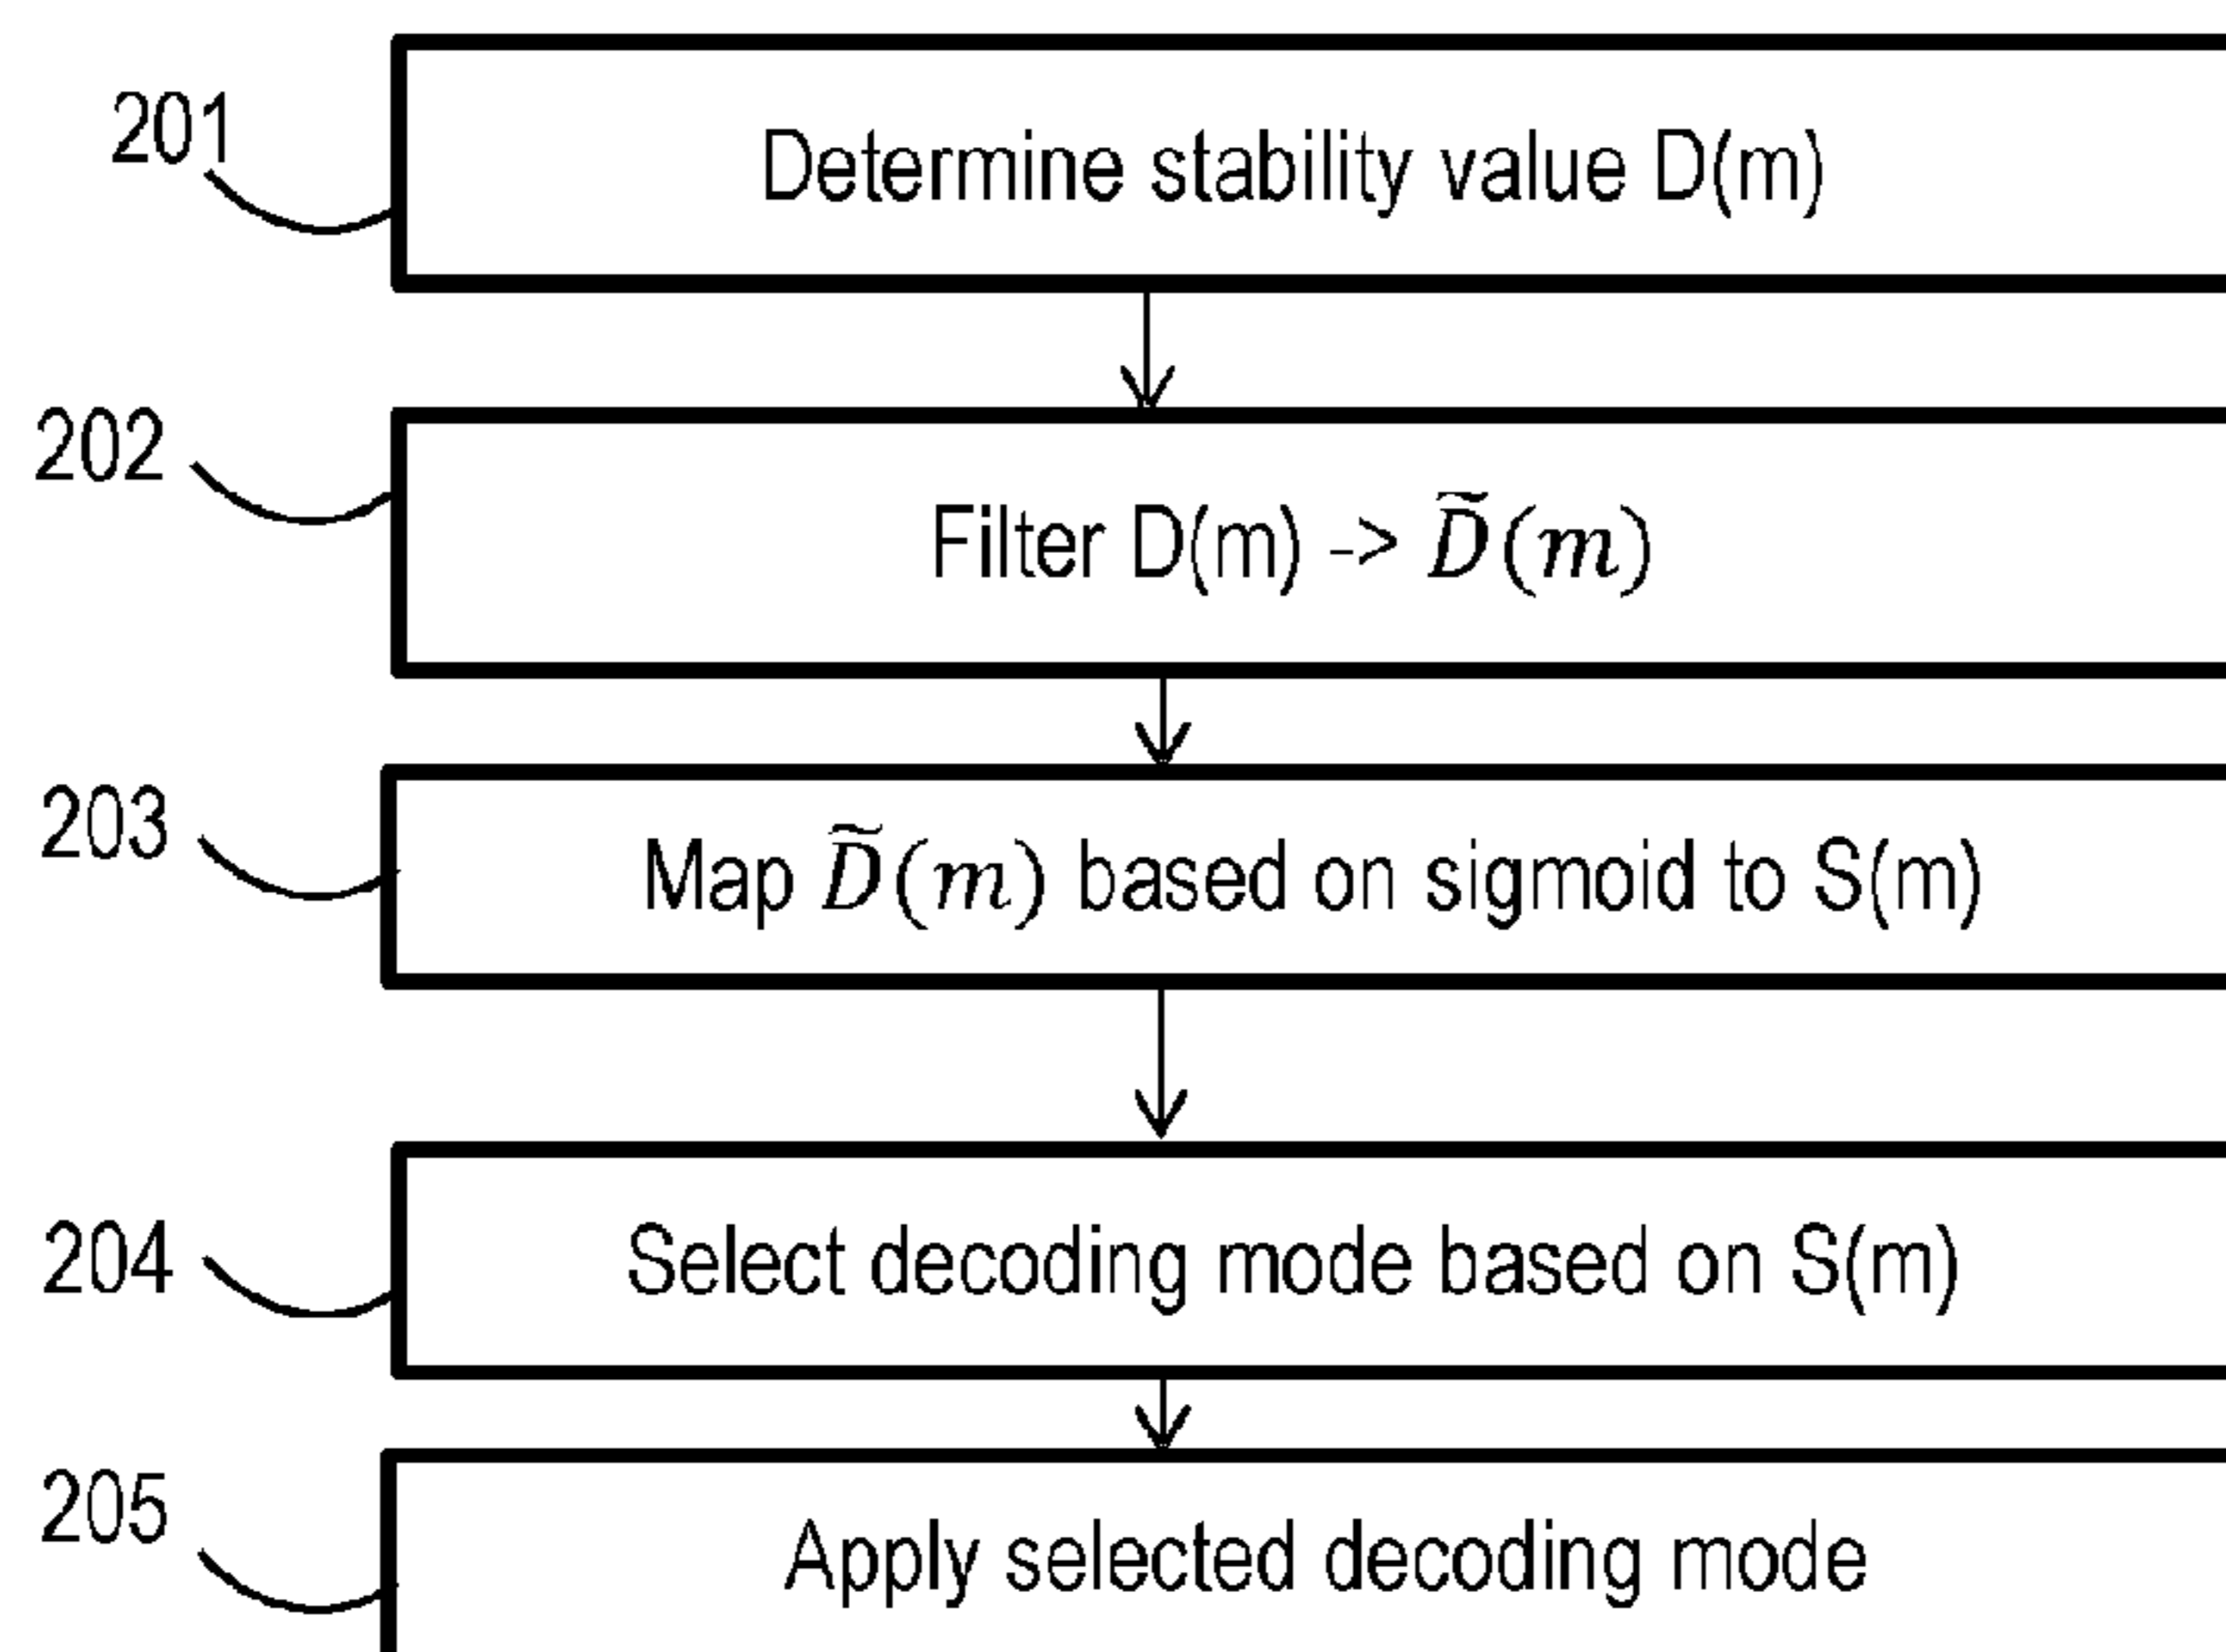 201
Determine stability value D(m)
202
Filter D(m) -> D̃(m)
203
Map D̃(m) based on sigmoid to S(m)
204
Select decoding mode based on S(m)
205
Apply selected decoding mode